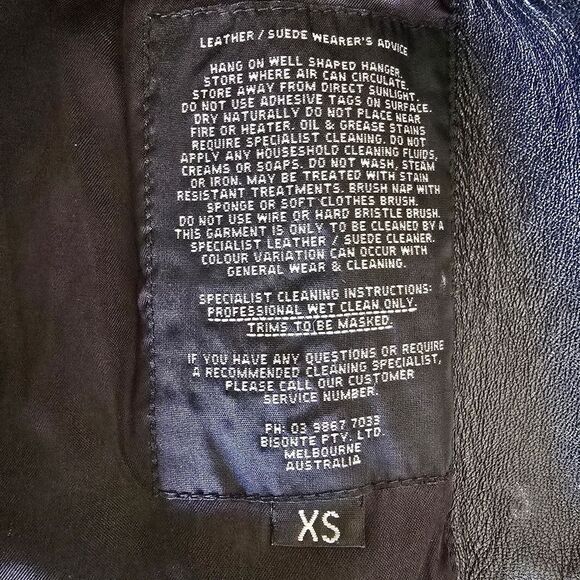 LEATHER / SUEDE WEARER'S ADVICE
HANG ON WELL SHAPED HANGER.
STORE WHERE AIR CAN CIRCULATE.
STORE AWAY FROM DIRECT SUNLIGHT.
DO NOT USE ADHESIVE TAGS ON SURFACE.
DRY NATURALLY DO NOT PLACE NEAR
FIRE OR HEATER. OIL & GREASE STAINS
REQUIRE SPECIALIST CLEANING. DO NOT
APPLY ANY HOUSESHOLD CLEANING FLUIDS,
CREAMS OR SOAPS. DO NOT WASH, STEAM
OR IRON. MAY BE TREATED WITH STAIN
RESISTANT TREATMENTS. BRUSH NAP WITH
SPONGE OR SOFT CLOTHES BRUSH.
DO NOT USE WIRE OR HARD BRISTLE BRUSH.
THIS GARMENT IS ONLY TO BE CLEANED BY A
SPECIALIST LEATHER / SUEDE CLEANER.
COLOUR VARIATION CAN OCCUR WITH
GENERAL WEAR & CLEANING.
SPECIALIST CLEANING INSTRUCTIONS:
PROFESSIONAL WET CLEAN ONLY.
TRIMS TO BE MASKED.
IF YOU HAVE ANY QUESTIONS OR REQUIRE
A RECOMMENDED CLEANING SPECIALIST,
PLEASE CALL OUR CUSTOMER
SERVICE NUMBER.
PH: 03 9867 7033
BISONTE PTY. LTD.
MELBOURNE
AUSTRALIA
XS